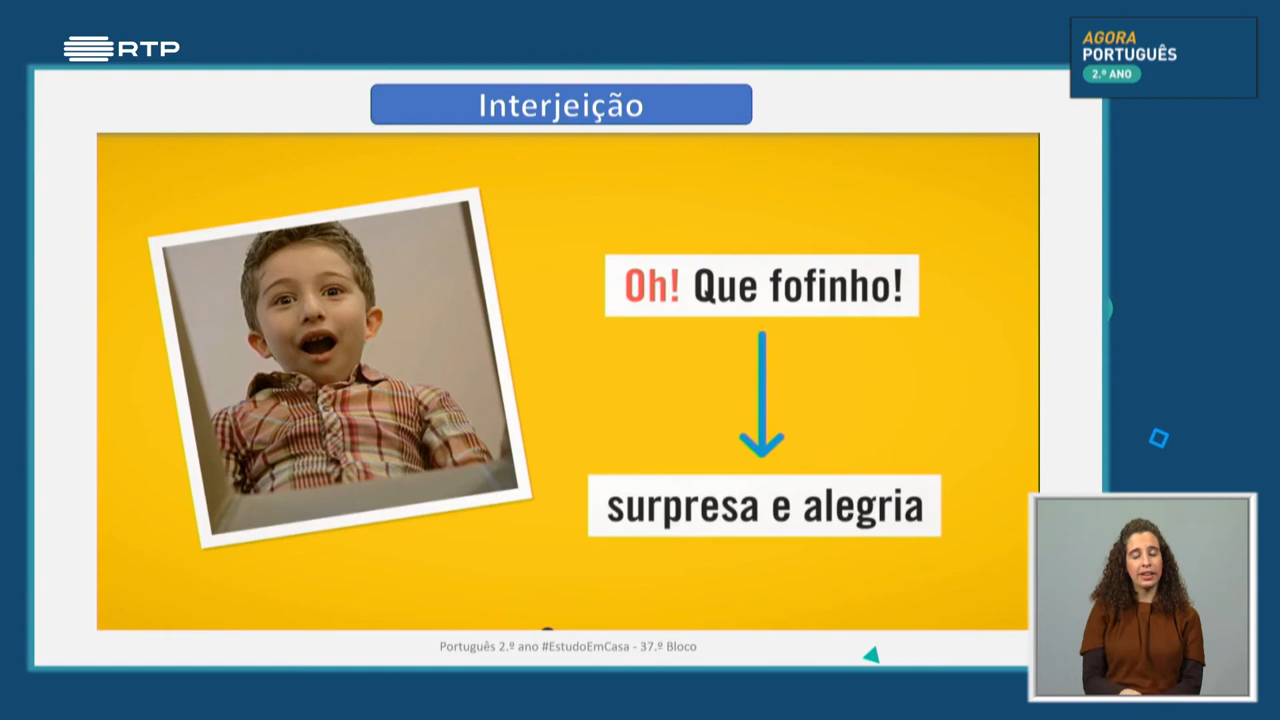 RTP
AGORA
PORTUGUÊS
2.º ANO
Interjeição
Oh! Que fofinho!
surpresa e alegria
Português 2.º ano #EstudoEmCasa - 37.º Bloco